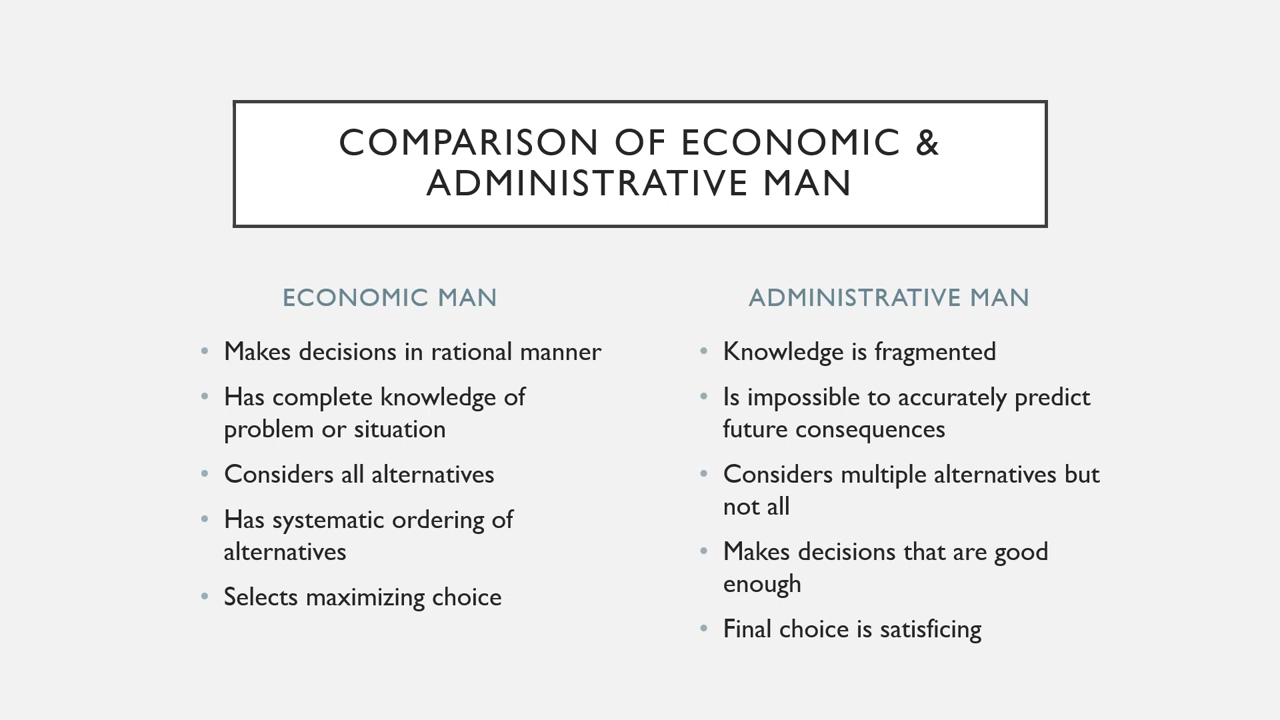 COMPARISON OF ECONOMIC &
ADMINISTRATIVE MAN
ECONOMIC MAN
• Makes decisions in rational manner
• Has complete knowledge of
problem or situation
• Considers all alternatives
• Has systematic ordering of
alternatives
• Selects maximizing choice
ADMINISTRATIVE MAN
• Knowledge is fragmented
• Is impossible to accurately predict
future consequences
• Considers multiple alternatives but
not all
• Makes decisions that are good
enough
• Final choice is satisficing